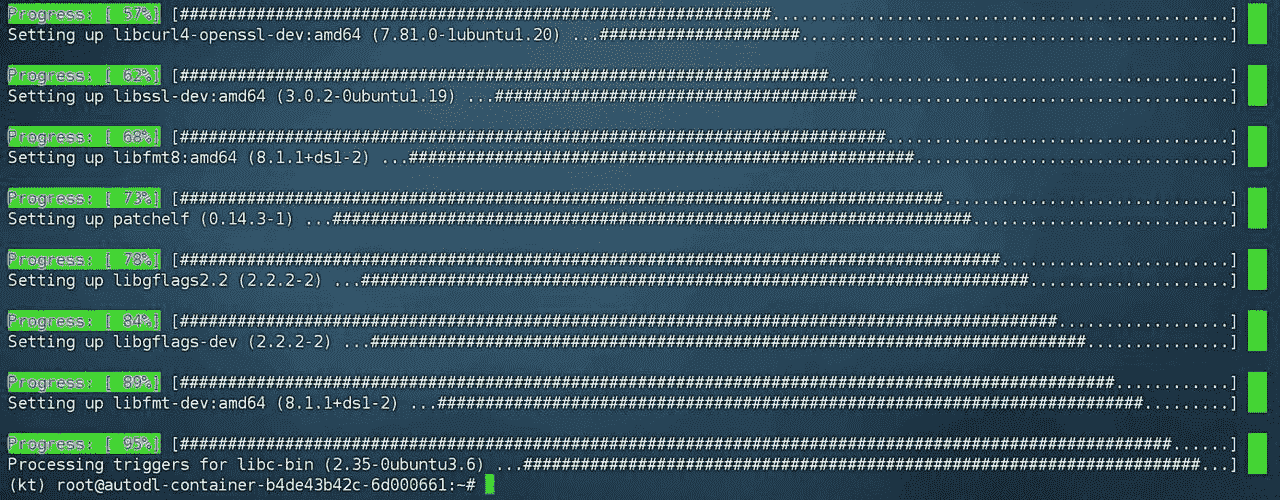 Progress: [ 57%] [##############################################################................................................]
Setting up libcurl4-openssl-dev:amd64 (7.81.0-1ubuntu1.20) ...#####################.............................................]
Progress: [ 62%] [####################################################################..........................................]
Setting up libssl-dev:amd64 (3.0.2-0ubuntu1.19) ...######################################.......................................]
Progress: [ 68%] [##########################################################################....................................]
Setting up libfmt8:amd64 (8.1.1+ds1-2) ...#####################################################.................................]
Progress: [ 73%] [################################################################################..............................]
Setting up patchelf (0.14.3-1) ...###################################################################...........................]
Progress: [ 78%] [######################################################################################........................]
Setting up libgflags2.2 (2.2.2-2) ...######################################################################.....................]
Progress: [ 84%] [############################################################################################..................]
Setting up libgflags-dev (2.2.2-2) ...###########################################################################...............]
Progress: [ 89%] [##################################################################################################............]
Setting up libfmt-dev:amd64 (8.1.1+ds1-2) ...##########################################################################.........]
Progress: [ 95%] [########################################################################################################......]
Processing triggers for libc-bin (2.35-0ubuntu3.6) ...#######################################################################...]
(kt) root@autodl-container-b4de43b42c-6d000661:~#